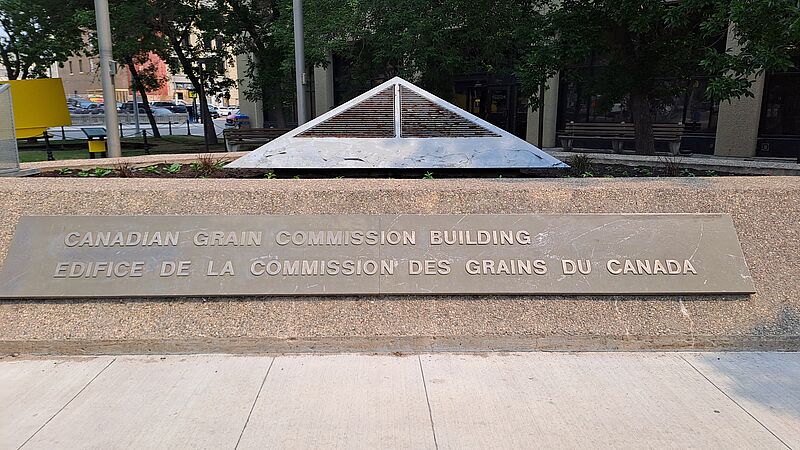 CANADIAN GRAIN COMMISSION BUILDING
EDIFICE DE LA COMMISSION DES GRAINS DU CANADA